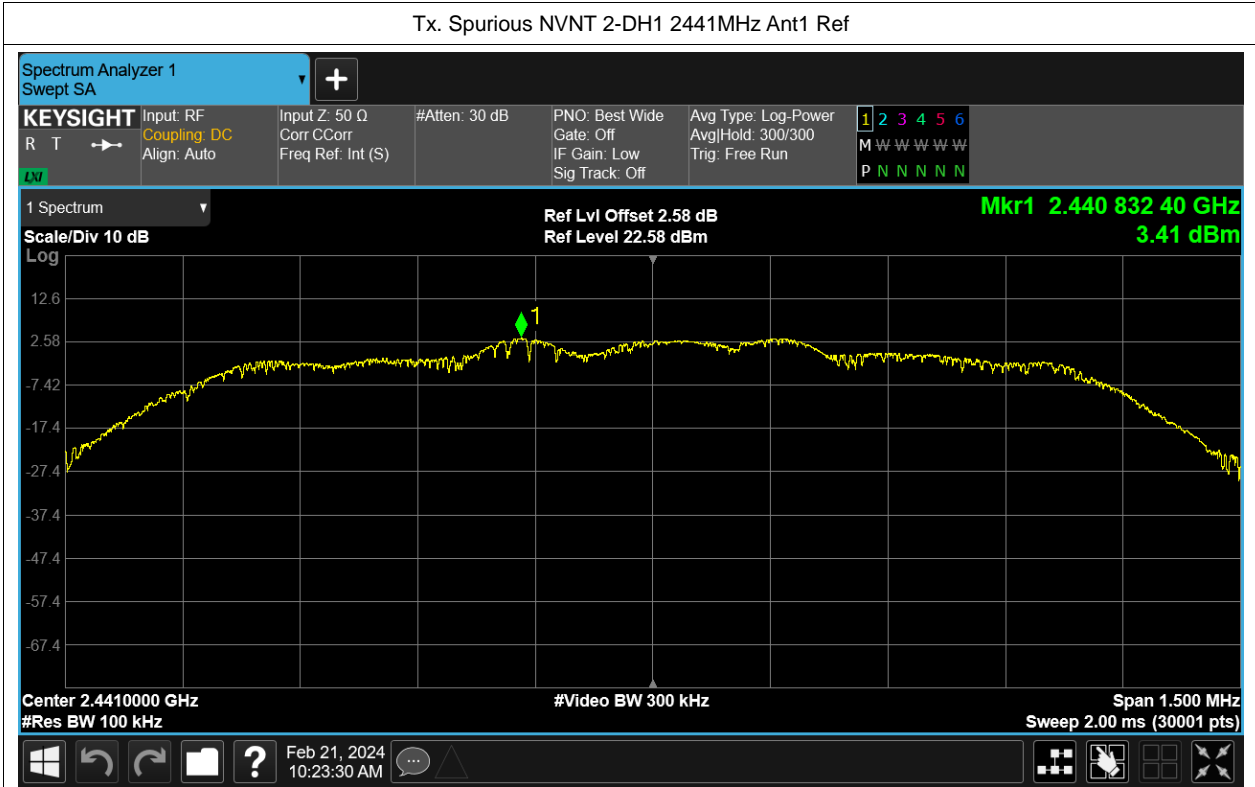 Tx. Spurious NVNT 2-DH1 2441MHz Ant1 Ref
Spectrum Analyzer 1
Swept SA
KEYSIGHT
R T
LXI
Input: RF
Coupling: DC
Align: Auto
Input Z: 50 Ω
Corr CCorr
Freq Ref: Int (S)
#Atten: 30 dB
PNO: Best Wide
Gate: Off
IF Gain: Low
Sig Track: Off
Avg Type: Log-Power
Avg|Hold: 300/300
Trig: Free Run
1 2 3 4 5 6
M W W W W W
P N N N N N
1 Spectrum
Scale/Div 10 dB
Ref Lvl Offset 2.58 dB
Ref Level 22.58 dBm
Mkr1 2.440 832 40 GHz
3.41 dBm
Log
12.6
2.58
-7.42
-17.4
-27.4
-37.4
-47.4
-57.4
-67.4
1
Center 2.4410000 GHz
#Res BW 100 kHz
#Video BW 300 kHz
Span 1.500 MHz
Sweep 2.00 ms (30001 pts)
?
Feb 21, 2024
10:23:30 AM